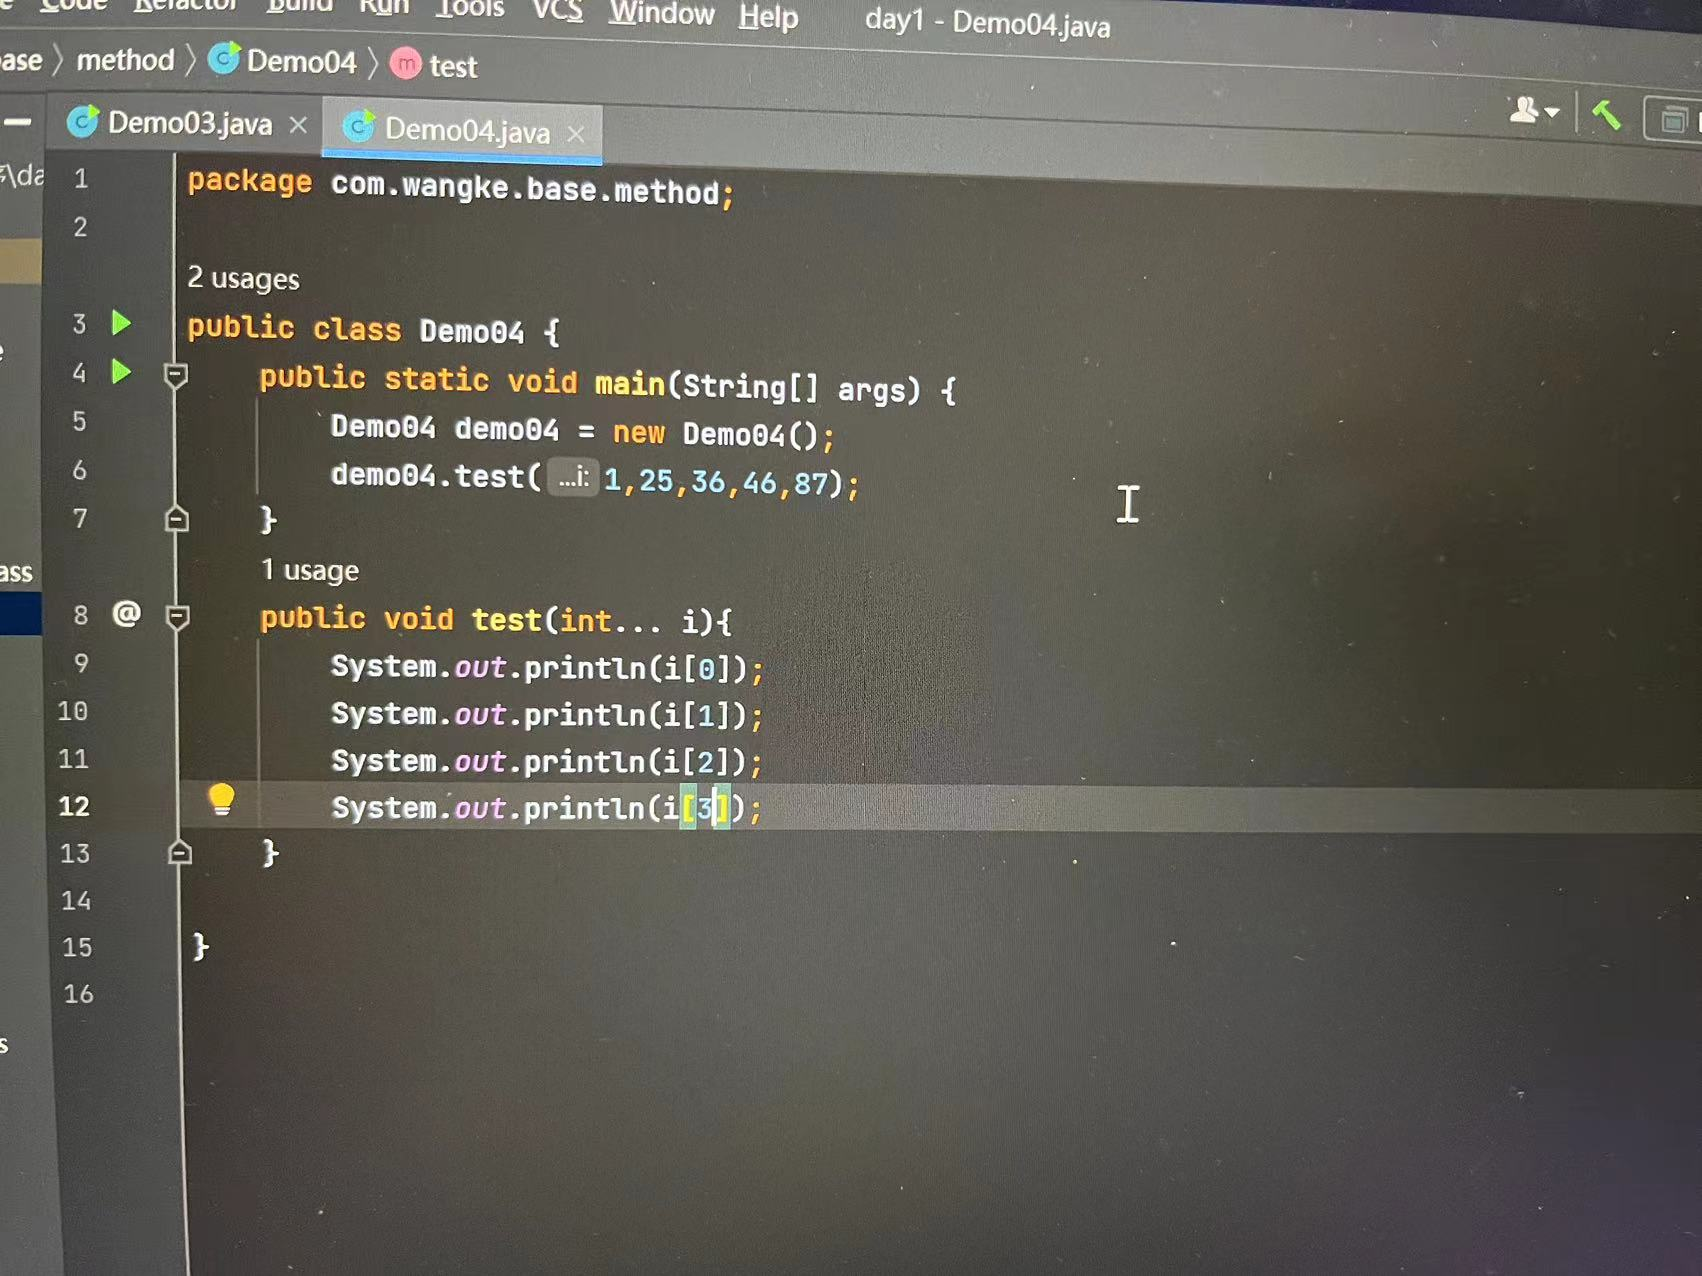 Code Refactor Build Run Tools VCS Window Help day1 - Demo04.java
method Demo04 m test
Demo03.java Demo04.java
1 package com.wangke.base.method;
2
2 usages
3 public class Demo04 {
4 public static void main(String[] args) {
5 Demo04 demo04 = new Demo04();
6 demo04.test( ...i: 1,25,36,46,87);
7 }
1 usage
8 @ public void test(int... i){
9 System.out.println(i[0]);
10 System.out.println(i[1]);
11 System.out.println(i[2]);
12 System.out.println(i[3]);
13 }
14
15 }
16